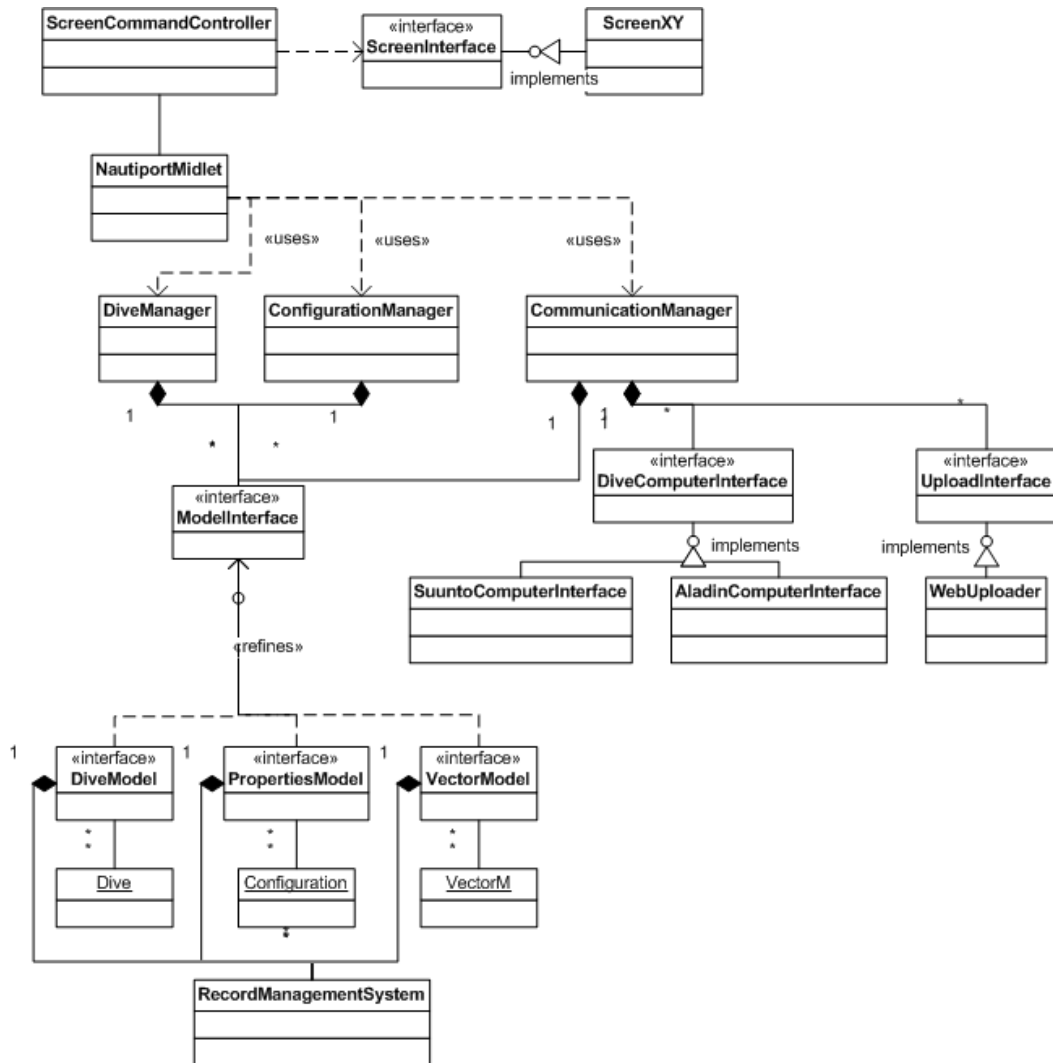 ScreenCommandController
«interface»
ScreenInterface
ScreenXY
implements
NautiportMidlet
«uses»
«uses»
«uses»
DiveManager
ConfigurationManager
CommunicationManager
1
1
1
1
1
*
*
*
*
«interface»
DiveComputerInterface
«interface»
UploadInterface
«interface»
ModelInterface
implements
implements
SuuntoComputerInterface
AladinComputerInterface
WebUploader
«refines»
1
1
1
«interface»
DiveModel
«interface»
PropertiesModel
«interface»
VectorModel
*
*
* *
* *
* *
* *
Dive
Configuration
VectorM
*
RecordManagementSystem